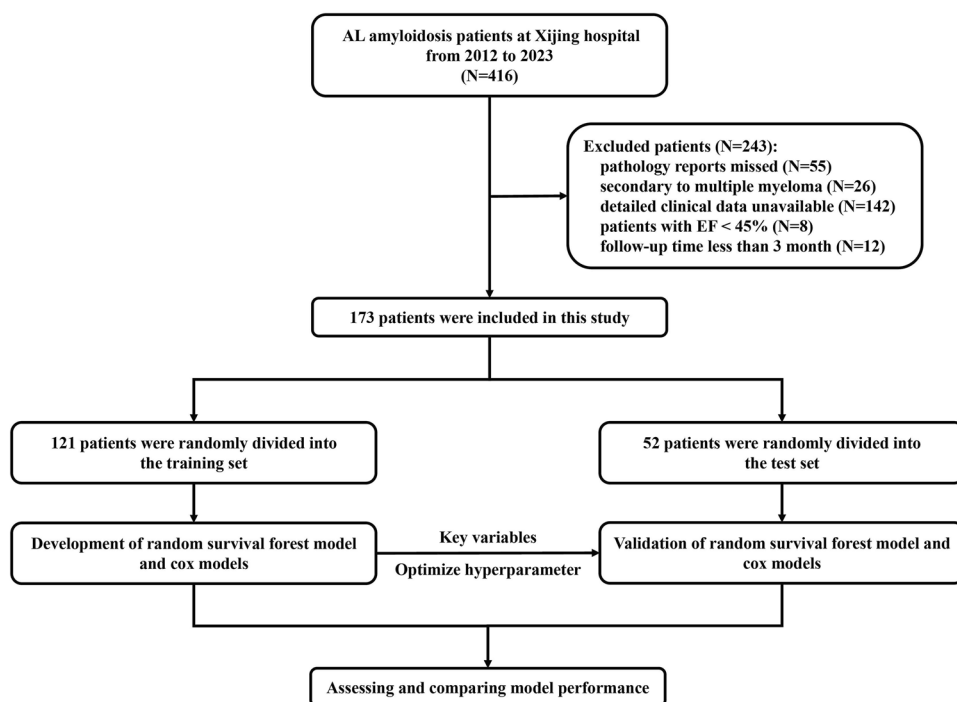 AL amyloidosis patients at Xijing hospital
from 2012 to 2023
(N=416)
Excluded patients (N=243):
pathology reports missed (N=55)
secondary to multiple myeloma (N=26)
detailed clinical data unavailable (N=142)
patients with EF < 45% (N=8)
follow-up time less than 3 month (N=12)
173 patients were included in this study
121 patients were randomly divided into
the training set
52 patients were randomly divided into
the test set
Development of random survival forest model
and cox models
Key variables
Optimize hyperparameter
Validation of random survival forest model and
cox models
Assessing and comparing model performance